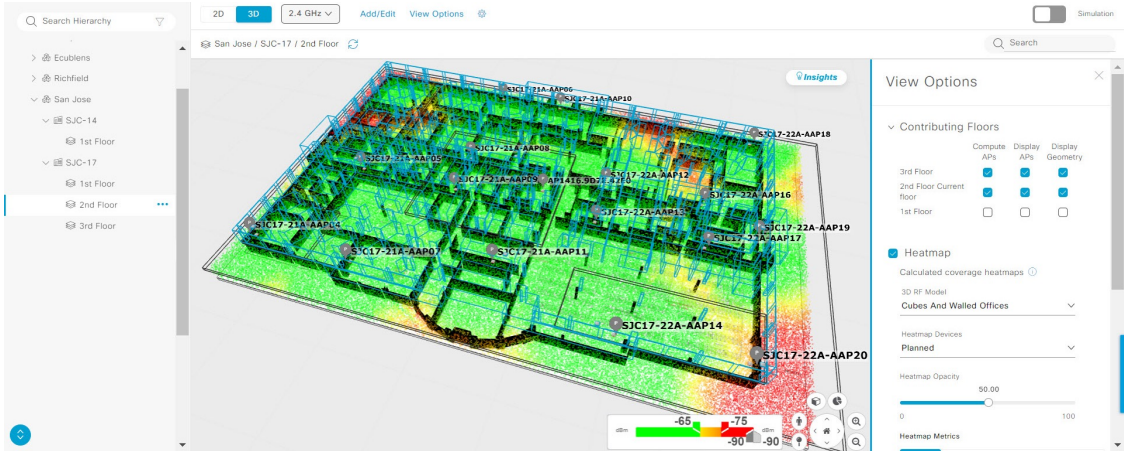 Search Hierarchy
2D 3D 2.4 GHz Add/Edit View Options
Simulation
Ecublens
Richfield
San Jose
SJC-14
1st Floor
SJC-17
1st Floor
2nd Floor
3rd Floor
San Jose / SJC-17 / 2nd Floor
Search
Insights
SJC17-21A-AAP06
SJC17-21A-AAP10
SJC17-22A-AAP18
SJC17-21A-AAP08
SJC17-21A-AAP05
SJC17-21A-AAP09
AP1416.9D7E.42E0
SJC17-22A-AAP12
SJC17-22A-AAP16
SJC17-22A-AAP13
SJC17-21A-AAP04
SJC17-22A-AAP19
SJC17-22A-AAP17
SJC17-21A-AAP07
SJC17-21A-AAP11
SJC17-22A-AAP14
SJC17-22A-AAP20
dBm -65 -75 dBm
-90 -90
View Options
Contributing Floors
Compute APs Display APs Display Geometry
3rd Floor
2nd Floor Current
floor
1st Floor
Heatmap
Calculated coverage heatmaps
3D RF Model
Cubes And Walled Offices
Heatmap Devices
Planned
Heatmap Opacity
50.00
0 100
Heatmap Metrics